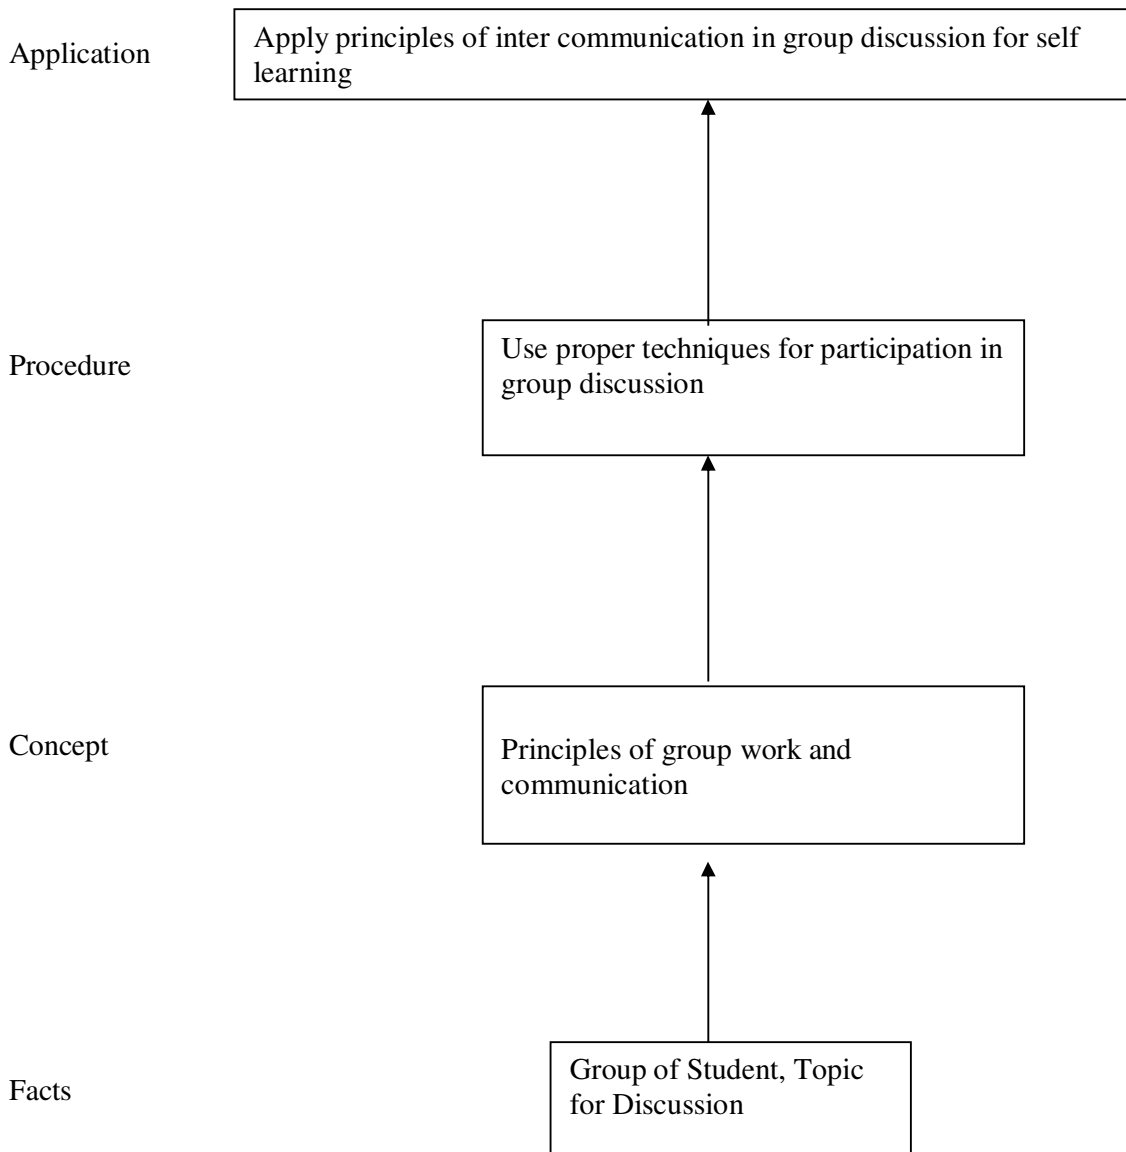 Application
Apply principles of inter communication in group discussion for self
learning
Procedure
Use proper techniques for participation in
group discussion
Concept
Principles of group work and
communication
Facts
Group of Student, Topic
for Discussion